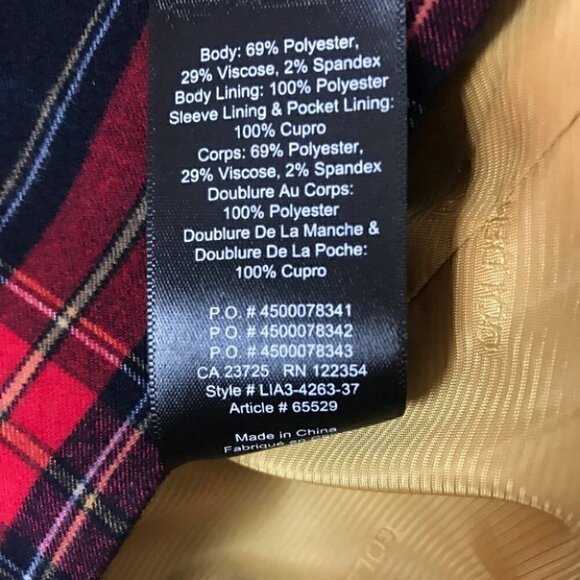 Body: 69% Polyester,
29% Viscose, 2% Spandex
Body Lining: 100% Polyester
Sleeve Lining & Pocket Lining:
100% Cupro
Corps: 69% Polyester,
29% Viscose, 2% Spandex
Doublure Au Corps:
100% Polyester
Doublure De La Manche &
Doublure De La Poche:
100% Cupro
P.O. # 4500078341
P.O. # 4500078342
P.O. # 4500078343
CA 23725 RN 122354
Style # LIA3-4263-37
Article # 65529
Made in China
Fabriqué en